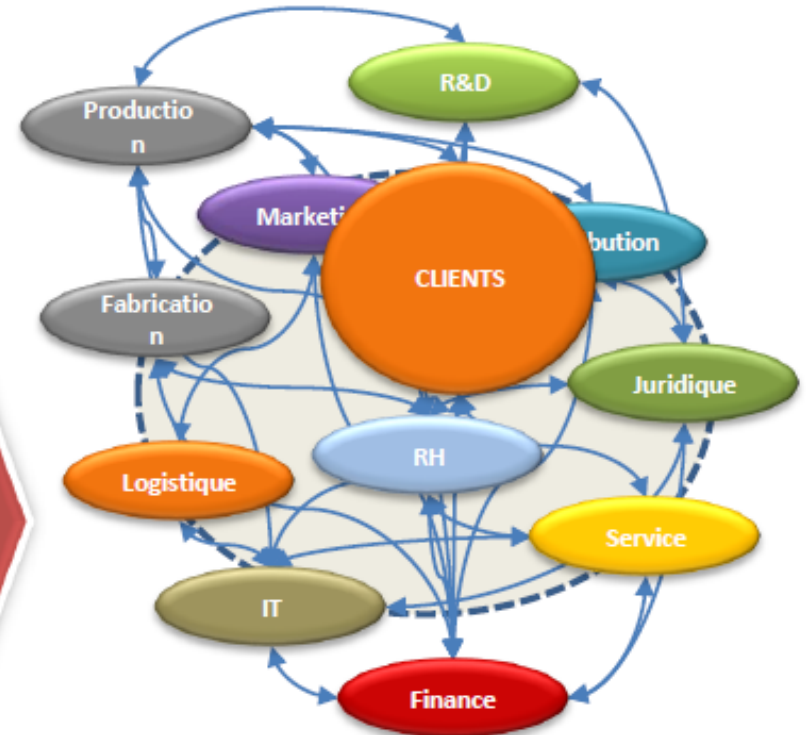 R&D
Productio
n
Marketi
bution
CLIENTS
Fabricatio
n
Juridique
RH
Logistique
Service
IT
Finance